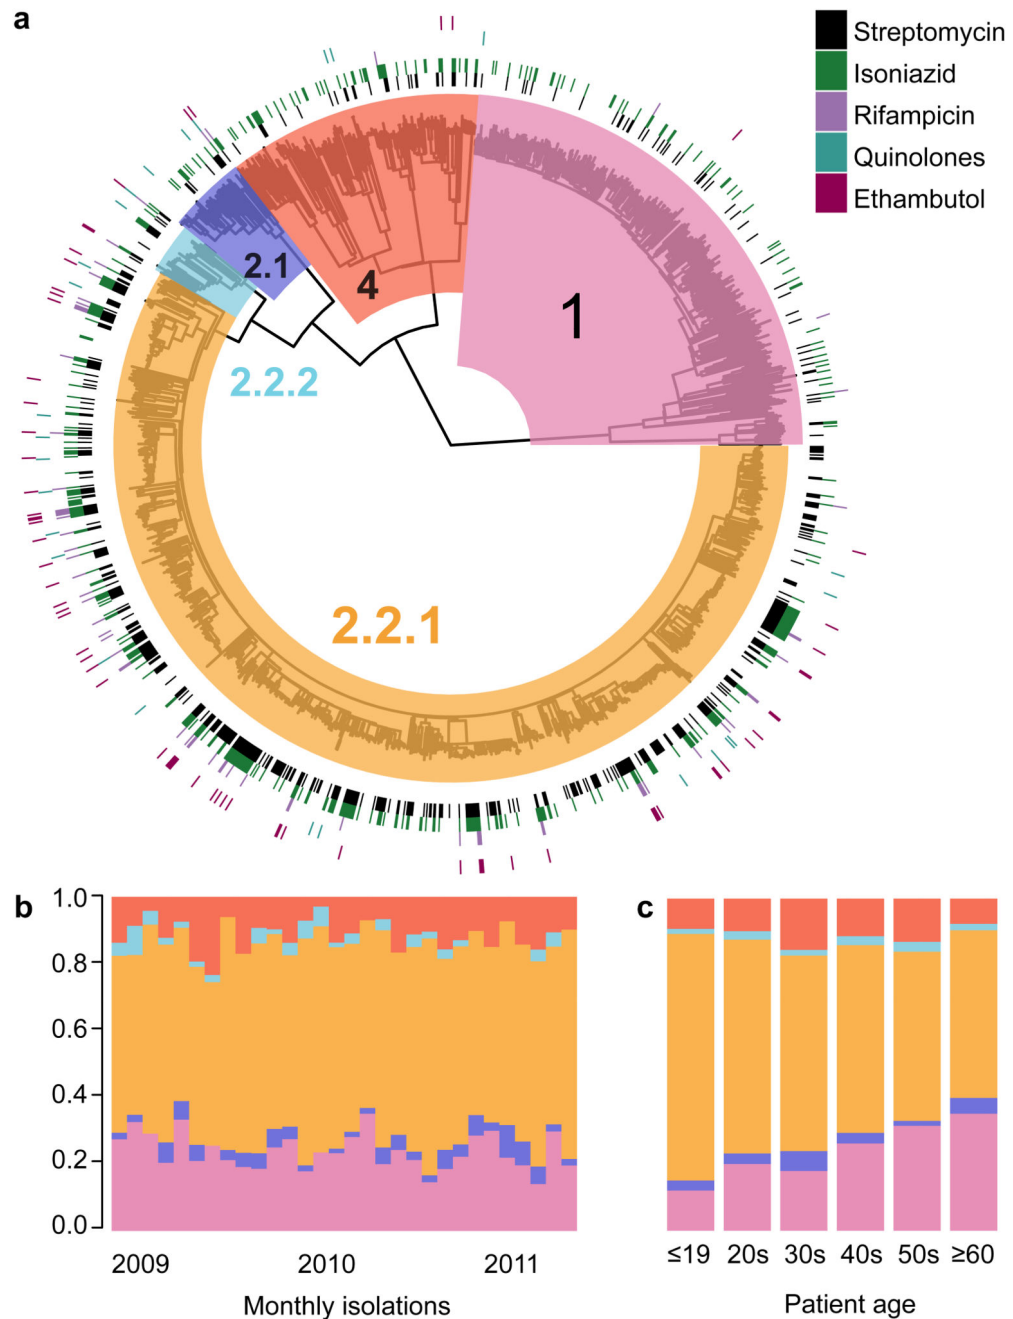 a
Streptomycin
Isoniazid
Rifampicin
Quinolones
Ethambutol
2.1
4
1
2.2.2
2.2.1
b
1.0
0.8
0.6
0.4
0.2
0.0
2009 2010 2011
Monthly isolations
c
≤19 20s 30s 40s 50s ≥60
Patient age